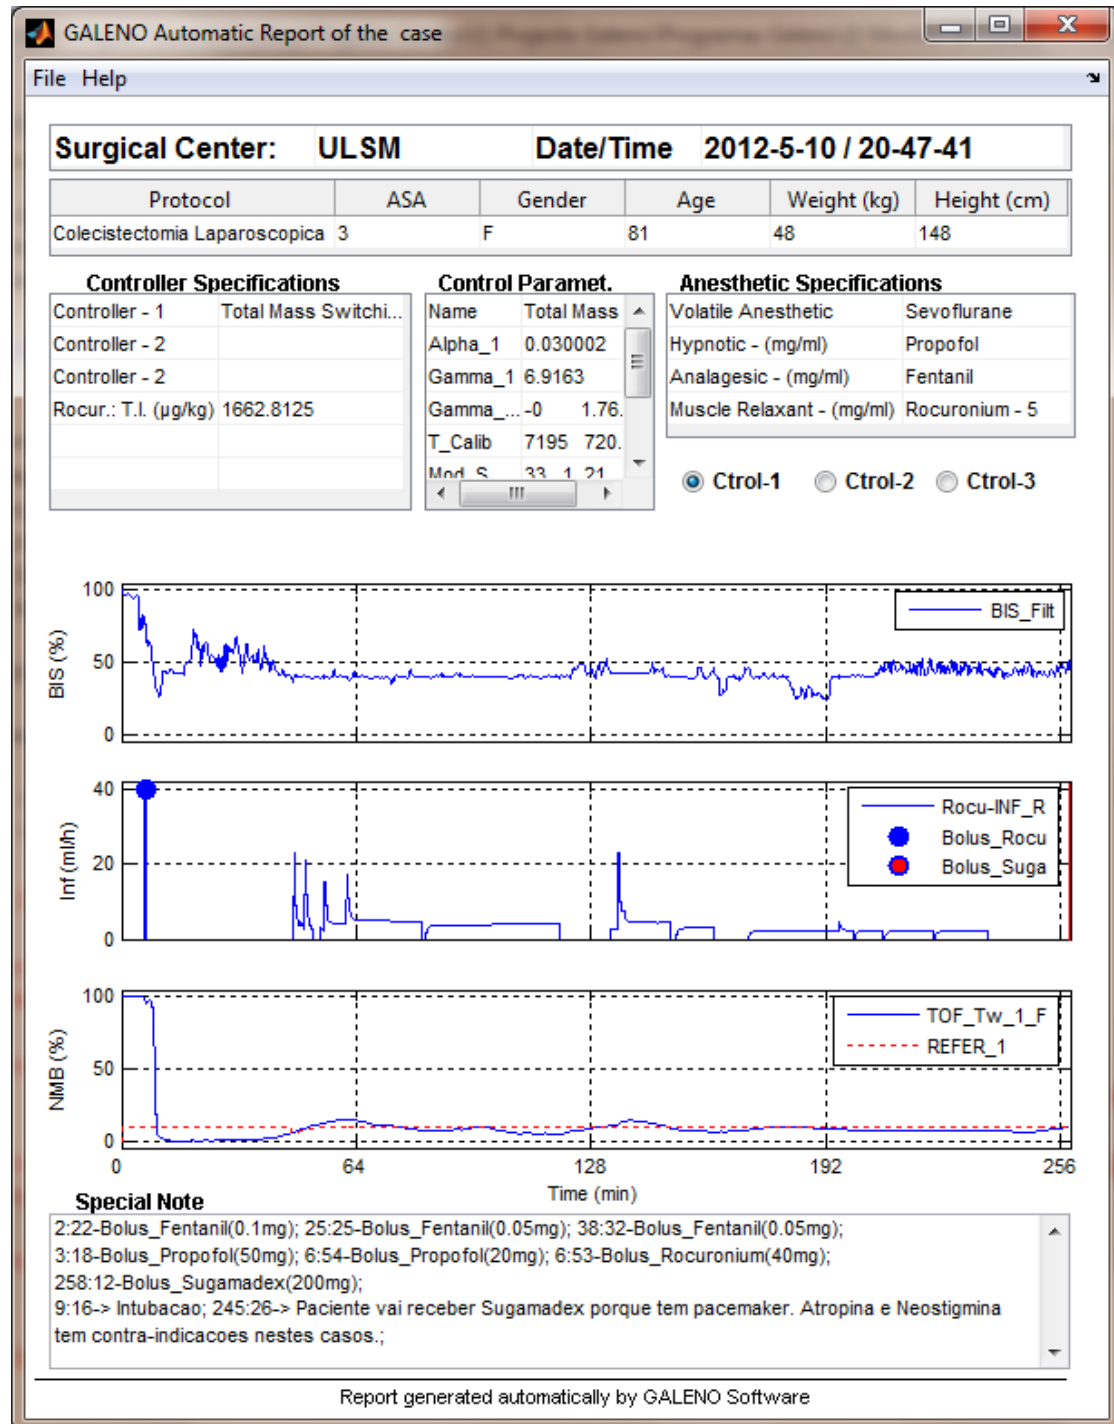 GALENO Automatic Report of the case
File Help
Surgical Center: ULSM Date/Time 2012-5-10 / 20-47-41
Protocol ASA Gender Age Weight (kg) Height (cm)
Colecistectomia Laparoscopica 3 F 81 48 148
Controller Specifications
Controller - 1 Total Mass Switchi...
Controller - 2
Controller - 2
Rocur.: T.I. (µg/kg) 1662.8125
Control Paramet.
Name Total Mass
Alpha_1 0.030002
Gamma_1 6.9163
Gamma_... -0 1.76.
T_Calib 7195 720.
Mod_S 33 1 21
Anesthetic Specifications
Volatile Anesthetic Sevoflurane
Hypnotic - (mg/ml) Propofol
Analagesic - (mg/ml) Fentanil
Muscle Relaxant - (mg/ml) Rocuronium - 5
Ctrol-1 Ctrol-2 Ctrol-3
BIS (%)
100
50
0
BIS_Filt
Inf (ml/h)
40
20
0
Rocu-INF_R
Bolus_Rocu
Bolus_Suga
NMB (%)
100
50
0
TOF_Tw_1_F
REFER_1
0 64 128 192 256
Time (min)
Special Note
2:22-Bolus_Fentanil(0.1mg); 25:25-Bolus_Fentanil(0.05mg); 38:32-Bolus_Fentanil(0.05mg);
3:18-Bolus_Propofol(50mg); 6:54-Bolus_Propofol(20mg); 6:53-Bolus_Rocuronium(40mg);
258:12-Bolus_Sugamadex(200mg);
9:16-> Intubacao; 245:26-> Paciente vai receber Sugamadex porque tem pacemaker. Atropina e Neostigmina
tem contra-indicacoes nestes casos.;
Report generated automatically by GALENO Software